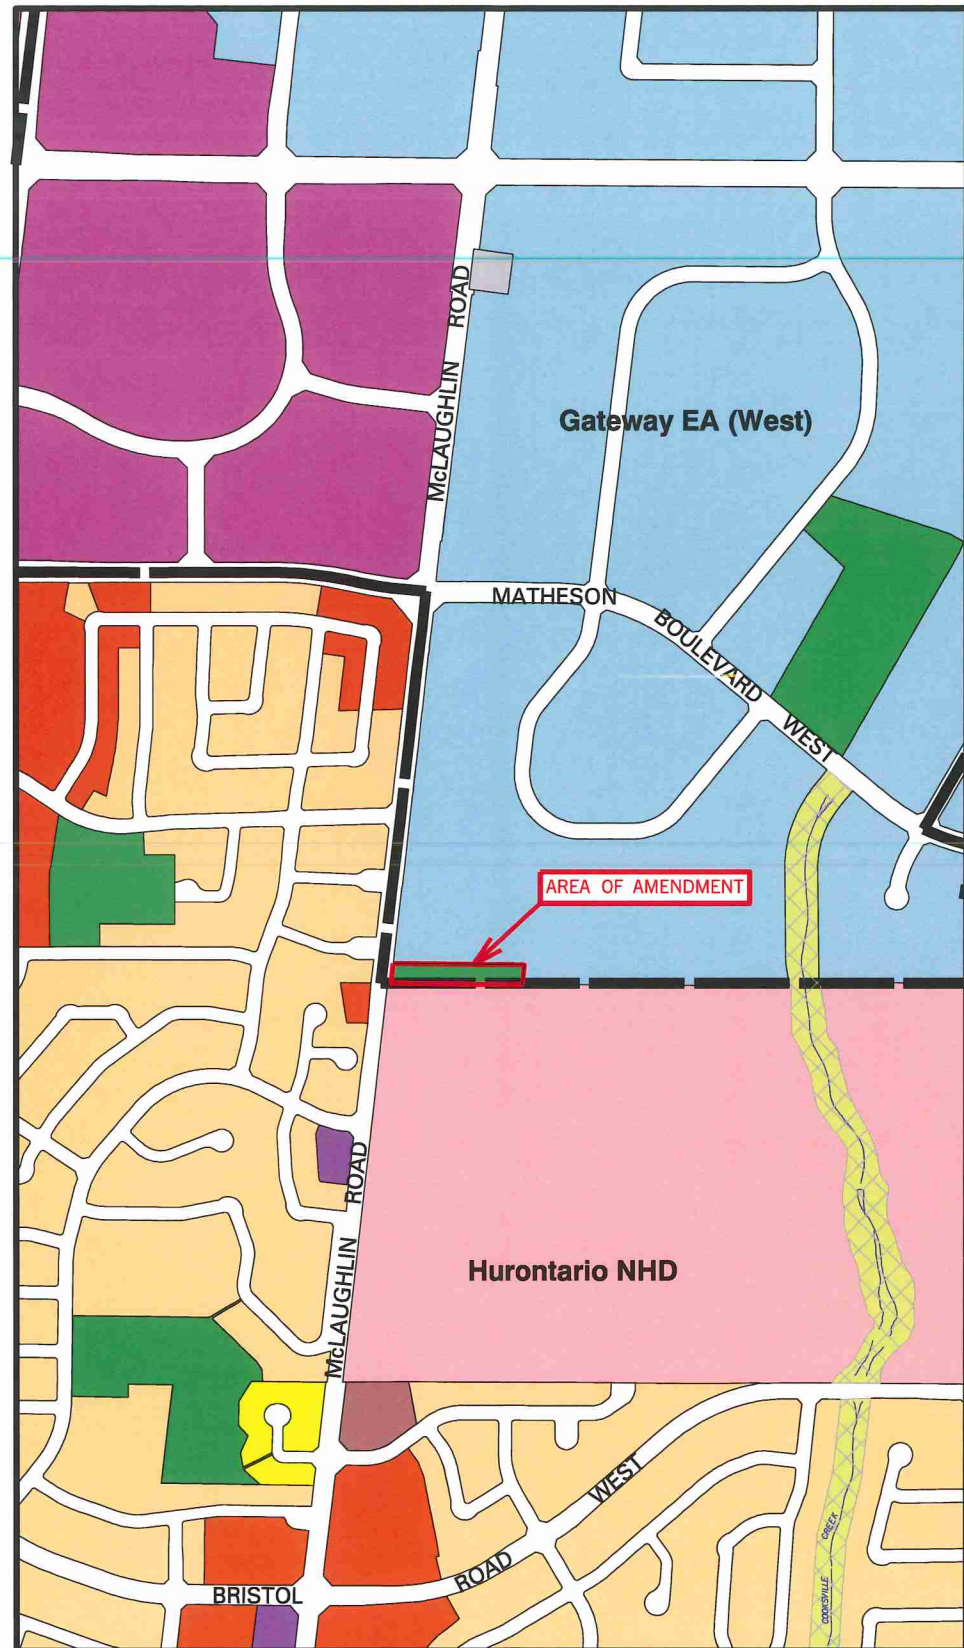 McLAUGHLIN ROAD
Gateway EA (West)
MATHESON BOULEVARD WEST
AREA OF AMENDMENT
McLAUGHLIN ROAD
Hurontario NHD
BRISTOL ROAD WEST
COOKSVILLE CREEK